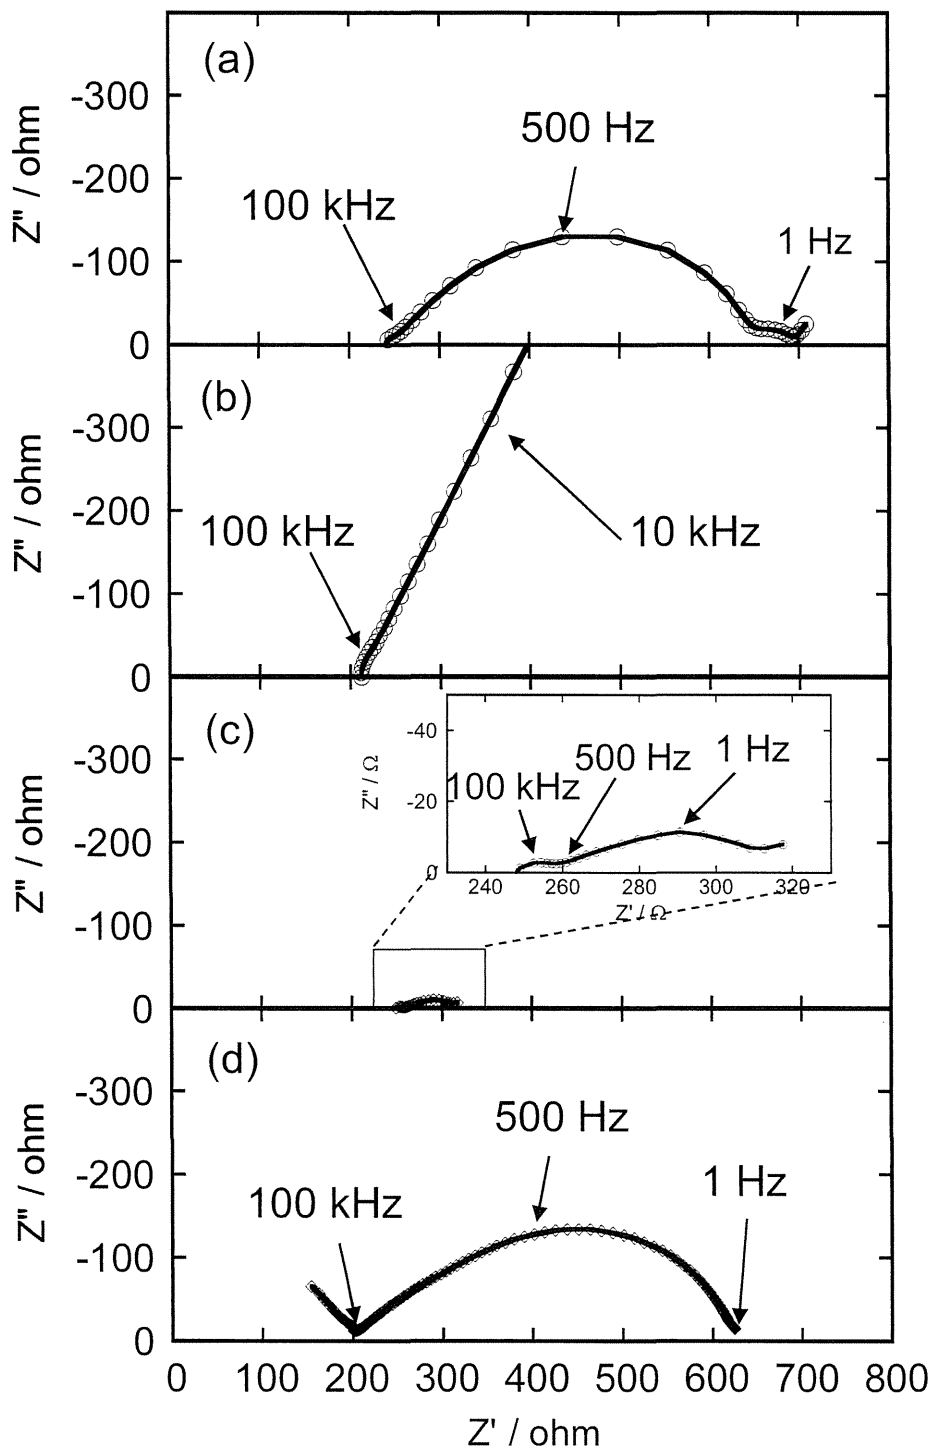 (a)
500 Hz
100 kHz
1 Hz
-300
-200
-100
0
Z" / ohm
(b)
100 kHz
10 kHz
-300
-200
-100
0
Z" / ohm
(c)
-40
-20
0
Z" / Ω
100 kHz
500 Hz
1 Hz
240 260 280 300 320
Z' / Ω
-300
-200
-100
0
Z" / ohm
(d)
500 Hz
100 kHz
1 Hz
-300
-200
-100
0
Z" / ohm
0 100 200 300 400 500 600 700 800
Z' / ohm